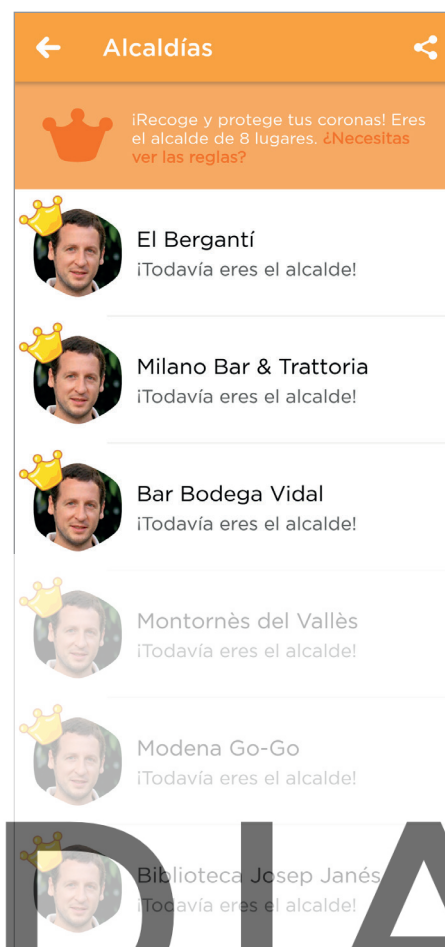 Alcaldías
¡Recoge y protege tus coronas! Eres
el alcalde de 8 lugares. ¿Necesitas
ver las reglas?
El Bergantí
¡Todavía eres el alcalde!
Milano Bar & Trattoria
¡Todavía eres el alcalde!
Bar Bodega Vidal
¡Todavía eres el alcalde!
Montornès del Vallès
¡Todavía eres el alcalde!
Modena Go-Go
¡Todavía eres el alcalde!
Biblioteca Josep Janés
¡Todavía eres el alcalde!
DIA